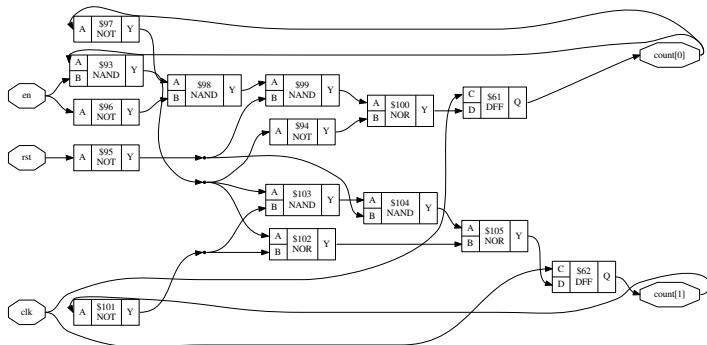 A $97 NOT Y
A B $93 NAND Y
en
A $96 NOT Y
A B $98 NAND Y
A B $99 NAND Y
A $94 NOT Y
A B $100 NOR Y
C D $61 DFF Q
count[0]
rst
A $95 NOT Y
A B $103 NAND Y
A B $104 NAND Y
A B $102 NOR Y
A B $105 NOR Y
C D $62 DFF Q
count[1]
clk
A $101 NOT Y